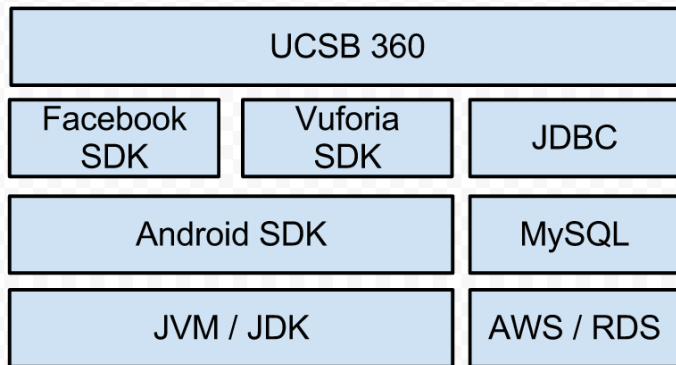 UCSB 360
Facebook
SDK
Vuforia
SDK
JDBC
Android SDK
MySQL
JVM / JDK
AWS / RDS